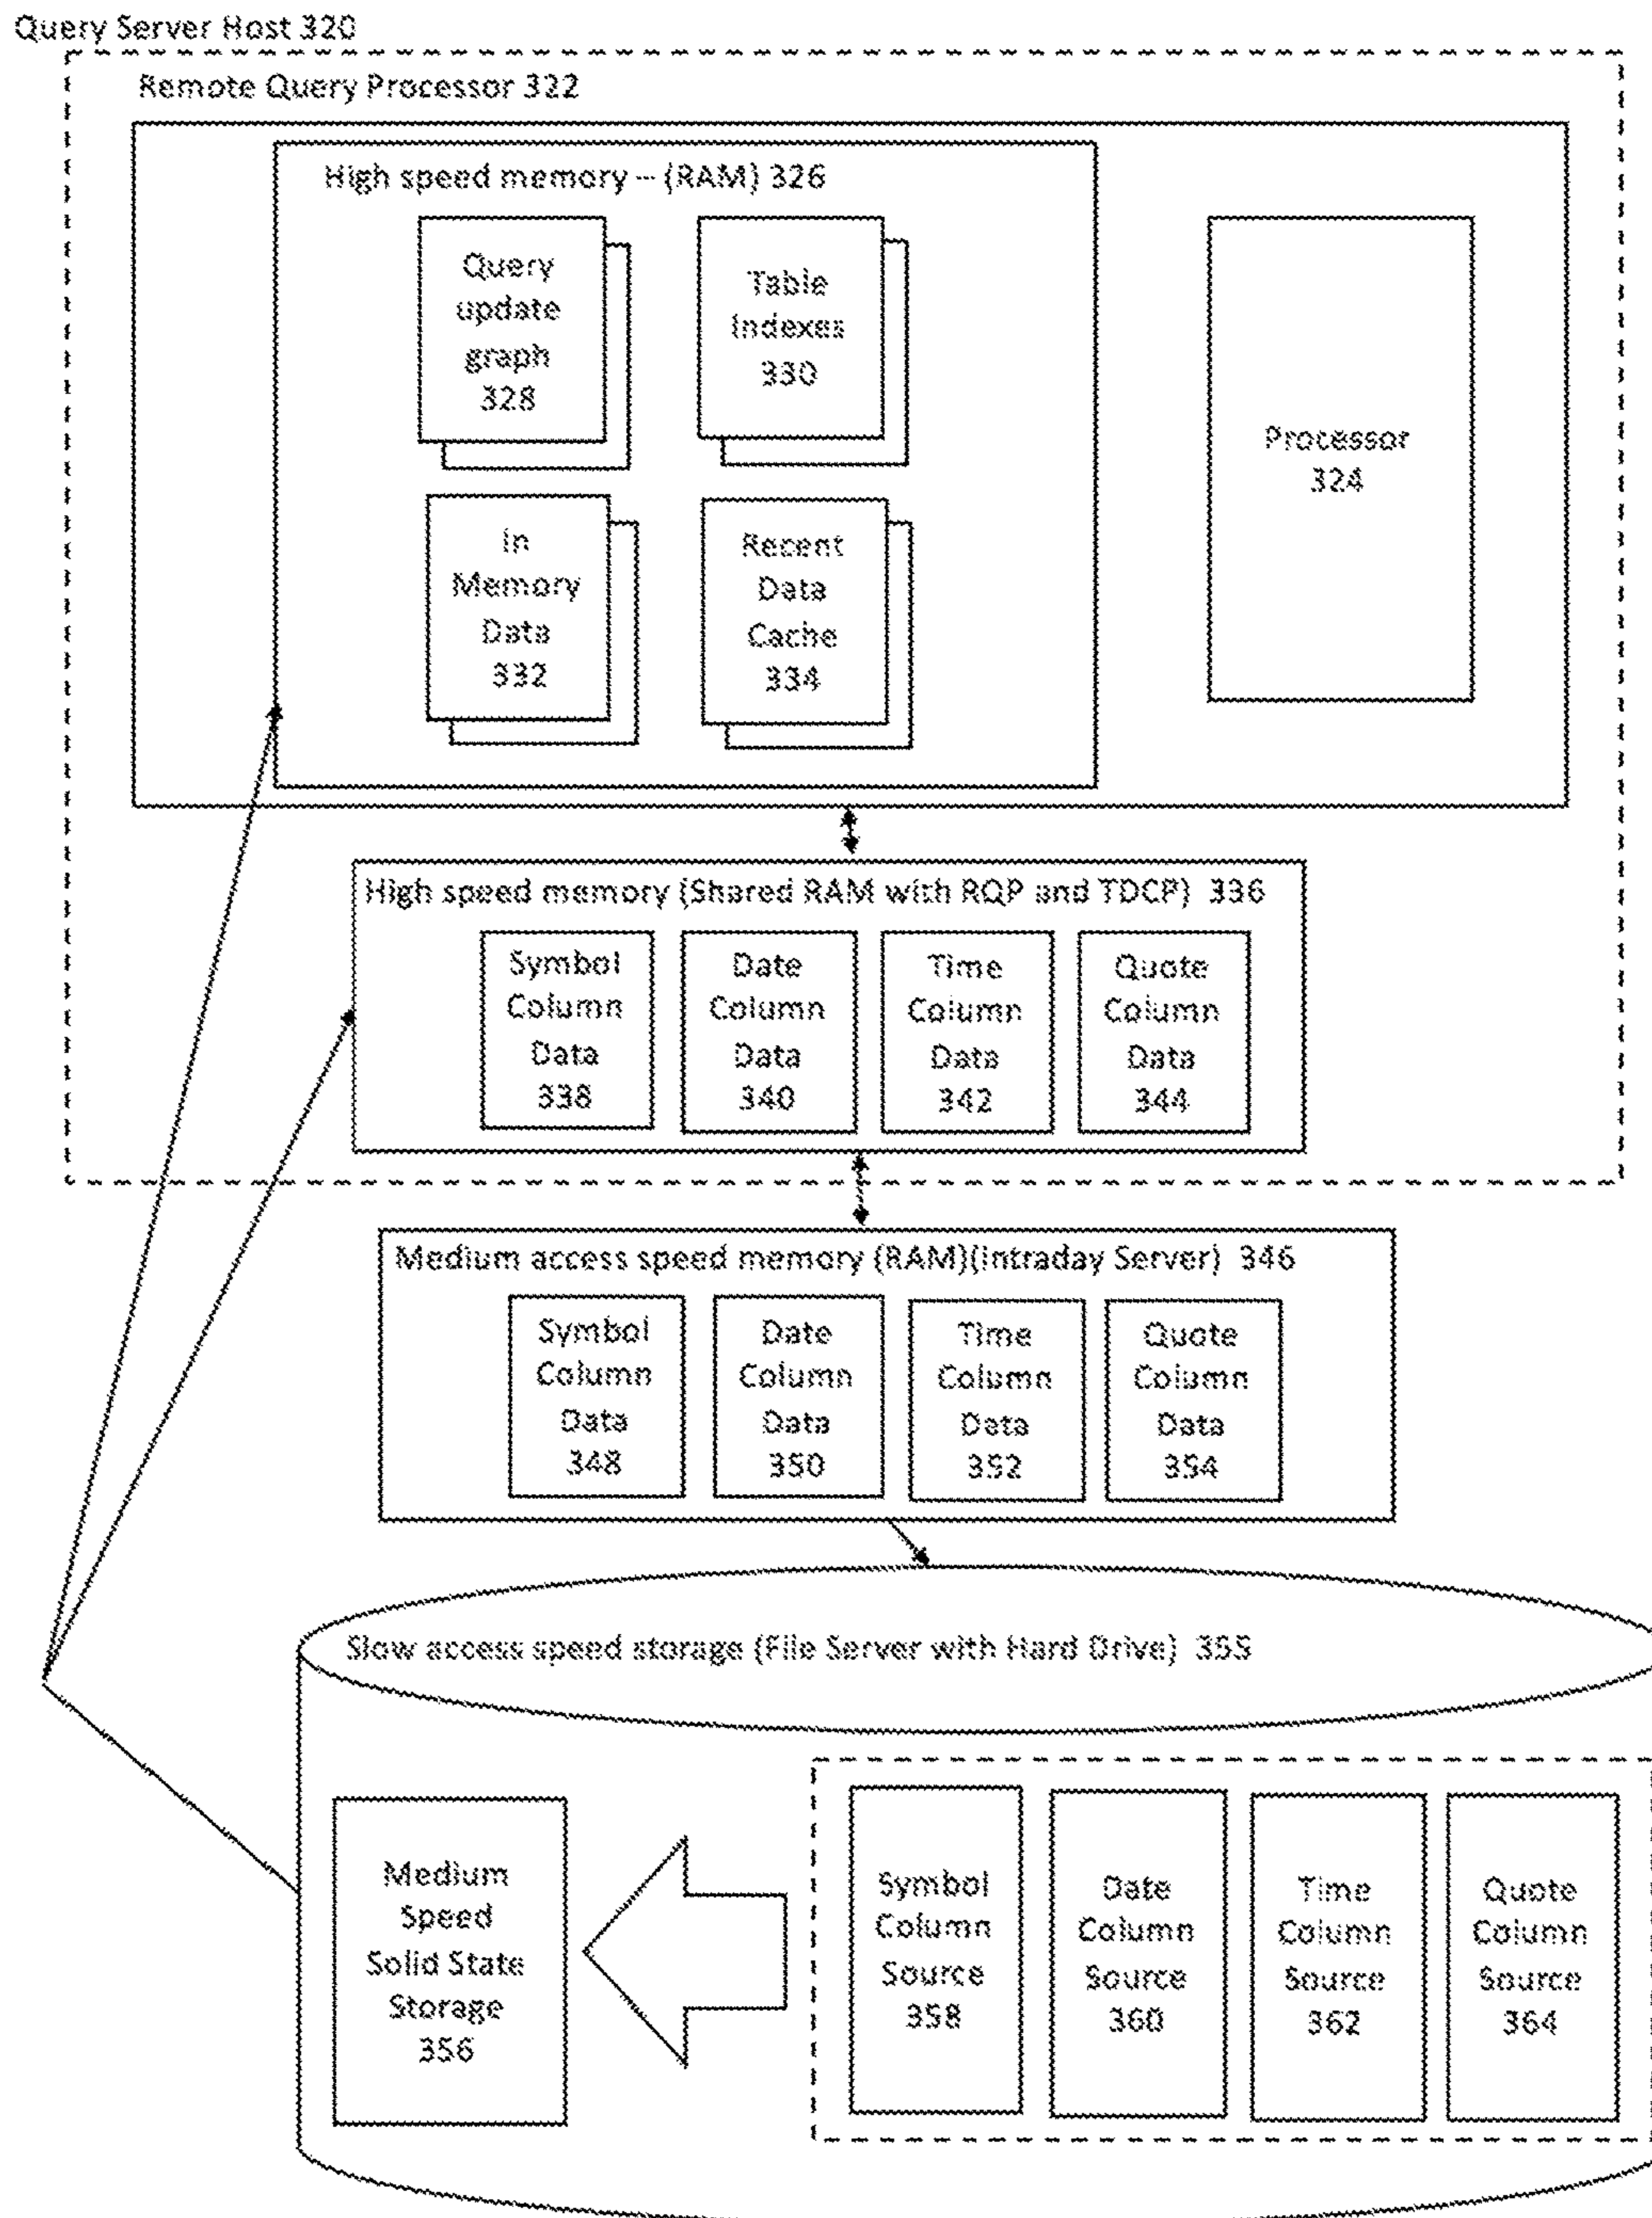 Query Server Host 320
Remote Query Processor 322
High speed memory -- (RAM) 326
Query
update
graph
328
Table
Indexes
330
Processor
324
In
Memory
Data
332
Recent
Data
Cache
334
High speed memory (Shared RAM with RQP and TDCP) 336
Symbol
Column
Data
338
Date
Column
Data
340
Time
Column
Data
342
Quote
Column
Data
344
Medium access speed memory (RAM)(Intraday Server) 346
Symbol
Column
Data
348
Date
Column
Data
350
Time
Column
Data
352
Quote
Column
Data
354
Slow access speed storage (File Server with Hard Drive) 355
Medium
Speed
Solid State
Storage
356
Symbol
Column
Source
358
Date
Column
Source
360
Time
Column
Source
362
Quote
Column
Source
364